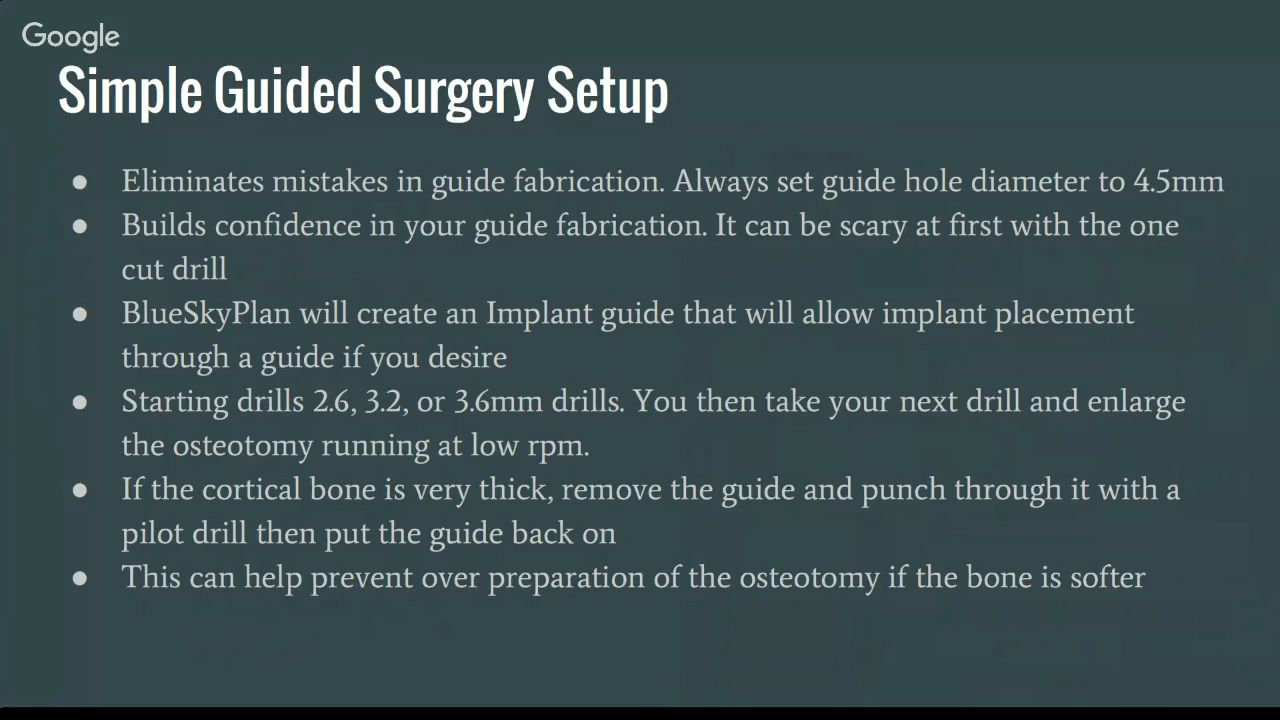 Google
Simple Guided Surgery Setup
● Eliminates mistakes in guide fabrication. Always set guide hole diameter to 4.5mm
● Builds confidence in your guide fabrication. It can be scary at first with the one
cut drill
● BlueSkyPlan will create an Implant guide that will allow implant placement
through a guide if you desire
● Starting drills 2.6, 3.2, or 3.6mm drills. You then take your next drill and enlarge
the osteotomy running at low rpm.
● If the cortical bone is very thick, remove the guide and punch through it with a
pilot drill then put the guide back on
● This can help prevent over preparation of the osteotomy if the bone is softer